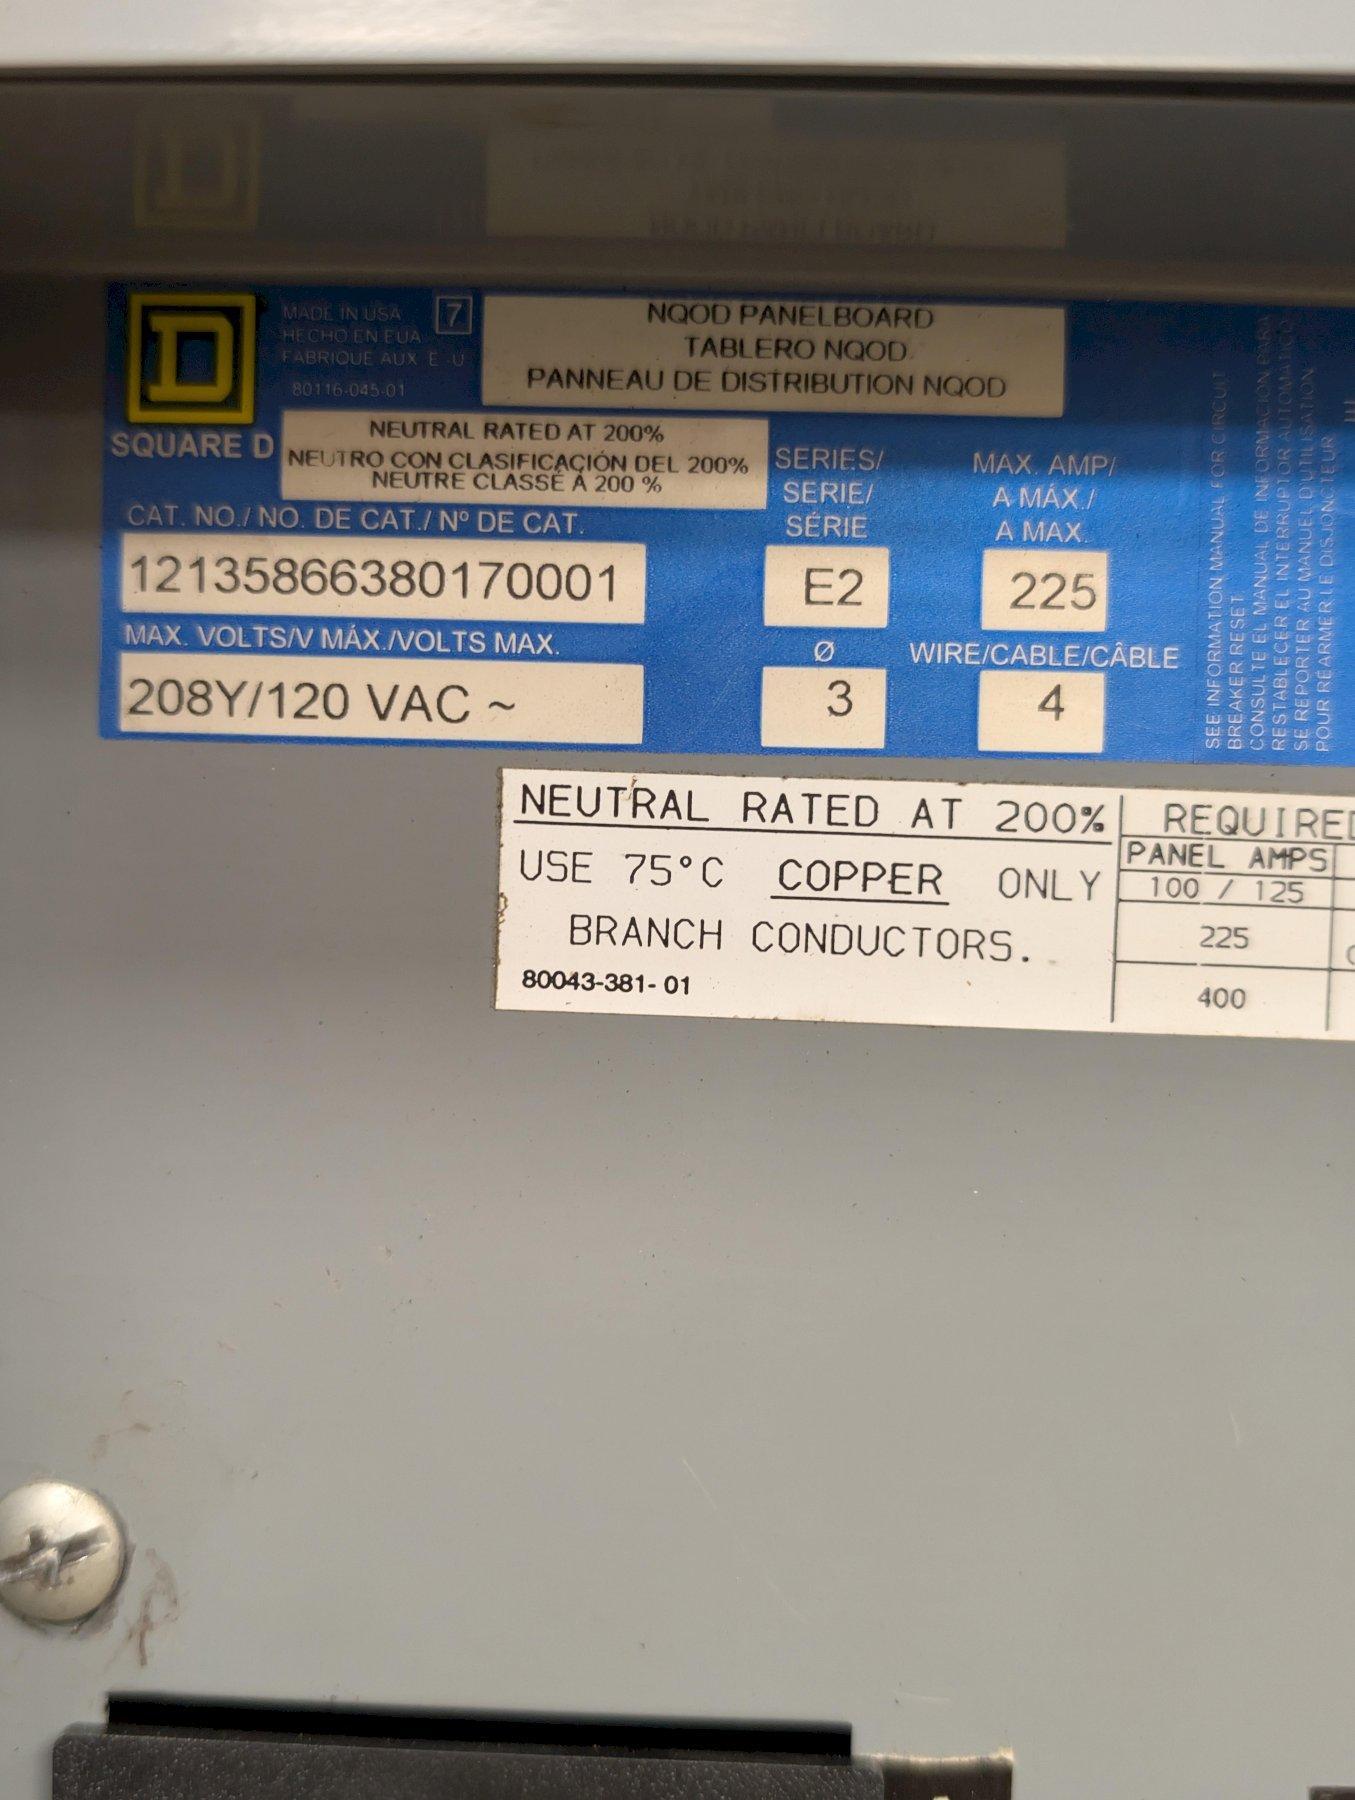 MADE IN USA
HECHO EN EUA
FABRIQUE AUX E -U
80116-045-01
7
NQOD PANELBOARD
TABLERO NQOD
PANNEAU DE DISTRIBUTION NQOD
SQUARE D
NEUTRAL RATED AT 200%
NEUTRO CON CLASIFICACIÓN DEL 200%
NEUTRE CLASSÉ À 200 %
SERIES/
SERIE/
SÉRIE
E2
MAX. AMP/
A MÁX./
A MAX.
225
CAT. NO./ NO. DE CAT./ Nº DE CAT.
12135866380170001
MAX. VOLTS/V MÁX./VOLTS MAX.
208Y/120 VAC ~
Ø
3
WIRE/CABLE/CÂBLE
4
SEE INFORMATION MANUAL FOR CIRCUIT
BREAKER RESET
CONSULTE EL MANUAL DE INFORMACIÓN PARA
RESTABLECER EL INTERRUPTOR AUTOMÁTICO
SE REPORTER AU MANUEL D'UTILISATION
POUR RÉARMER LE DISJONCTEUR
NEUTRAL RATED AT 200%
USE 75°C COPPER ONLY
BRANCH CONDUCTORS.
80043-381- 01
REQUIRED
PANEL AMPS
100 / 125
225
400